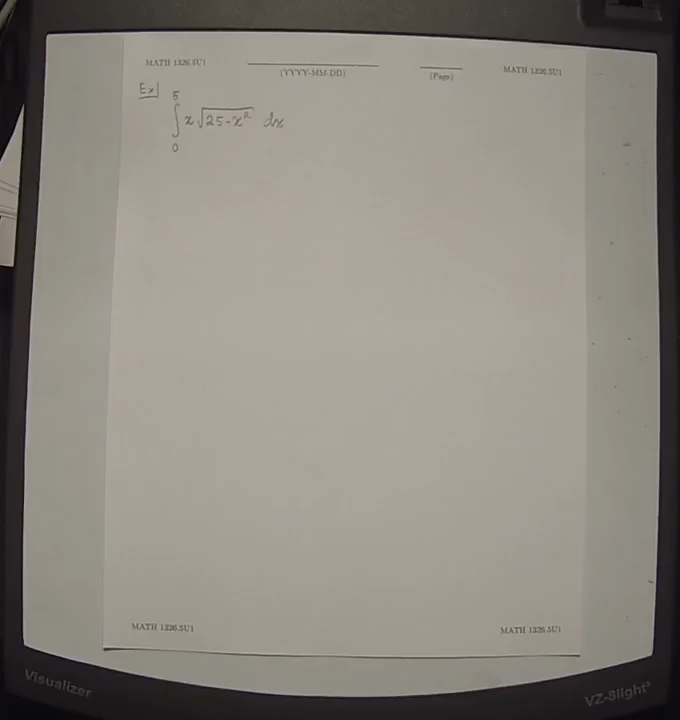 MATH 1326.5U1 (YYYY-MM-DD) (Page) MATH 1326.5U1
Ex
5
∫ x √25-x² dx
0
MATH 1326.5U1 MATH 1326.5U1
Visualizer VZ-8light³